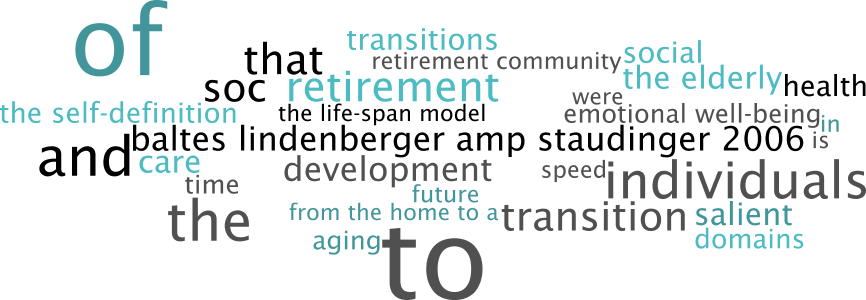 of
transitions
that
retirement community
social
soc
retirement
the elderly
health
were
the self-definition
the life-span model
emotional well-being
in
and
baltes lindenberger amp staudinger 2006
is
care
development
speed
individuals
time
future
the
from the home to a
transition
salient
aging
to
domains